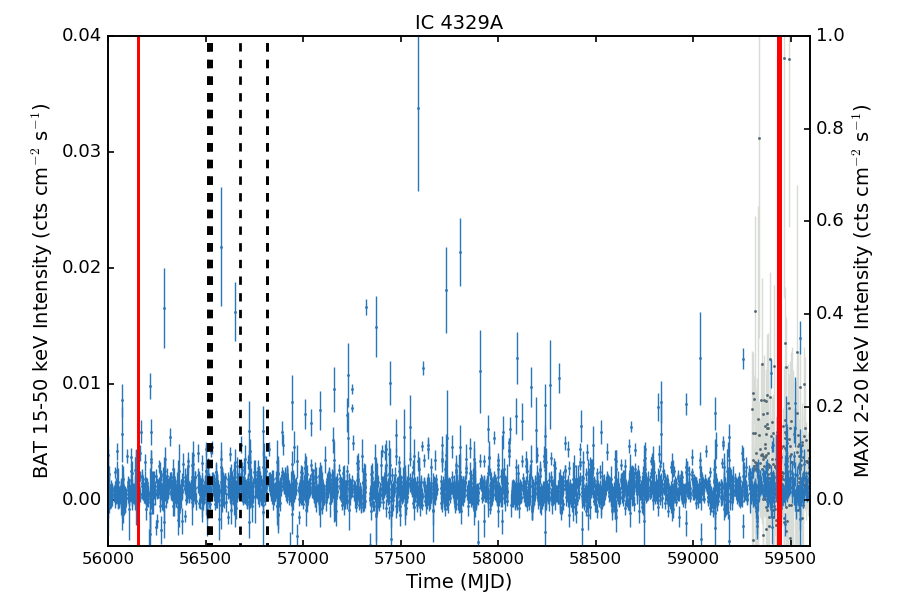 IC 4329A
0.04
0.03
0.02
0.01
0.00
BAT 15-50 keV Intensity (cts cm⁻² s⁻¹)
1.0
0.8
0.6
0.4
0.2
0.0
MAXI 2-20 keV Intensity (cts cm⁻² s⁻¹)
56000 56500 57000 57500 58000 58500 59000 59500
Time (MJD)